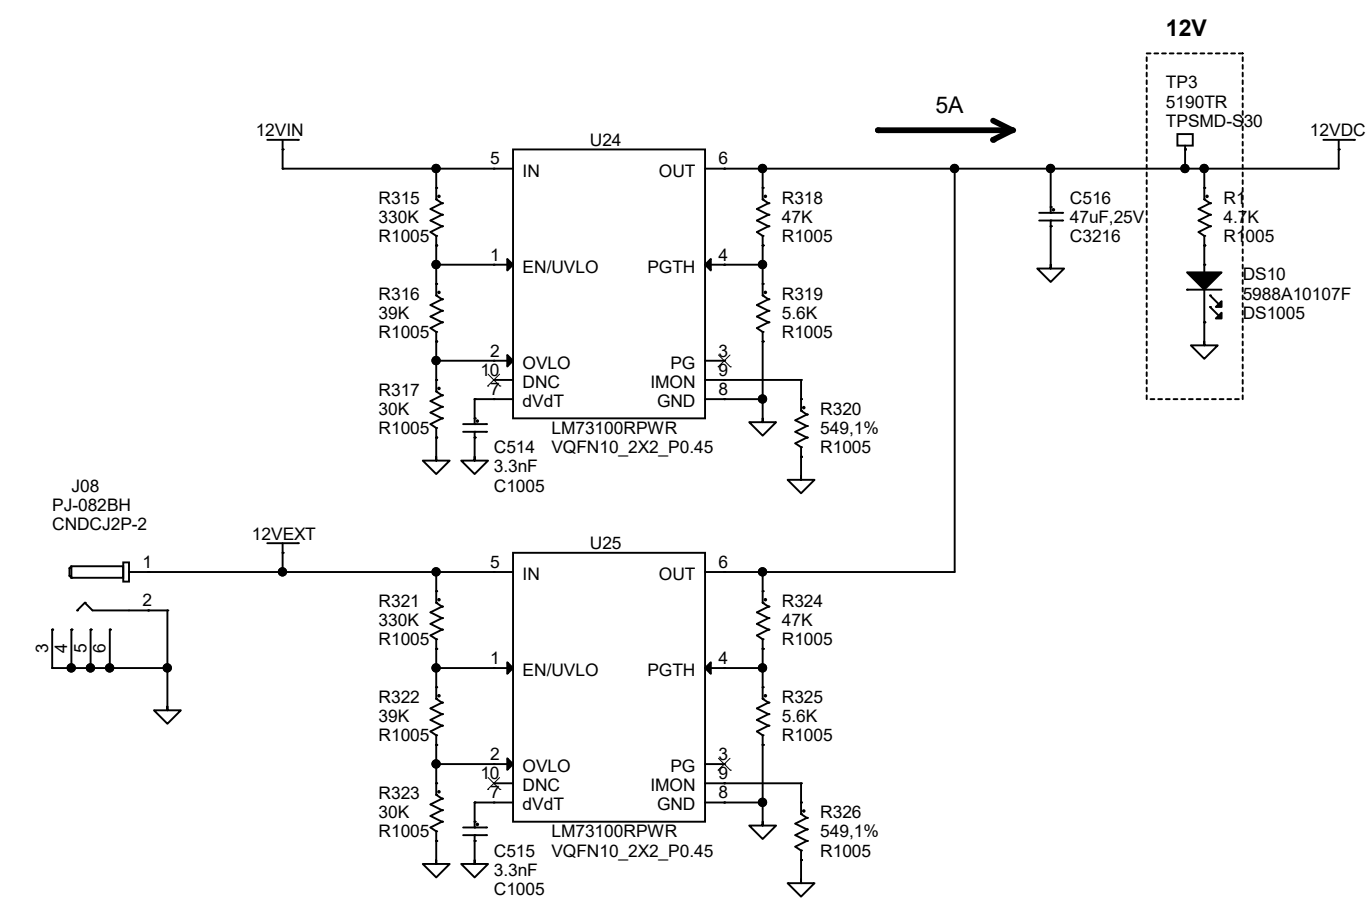 12V
TP3
5190TR
TPSMD-S30
5A
12VIN
12VDC
U24
5
IN
OUT
6
R315
330K
R1005
R318
47K
R1005
C516
47uF,25V
C3216
R1
4.7K
R1005
1
EN/UVLO
PGTH
4
R316
39K
R1005
R319
5.6K
R1005
DS10
5988A10107F
DS1005
2
OVLO
PG
3
10
DNC
IMON
9
7
dVdT
GND
8
R317
30K
R1005
R320
549,1%
R1005
LM73100RPWR
VQFN10_2X2_P0.45
C514
3.3nF
C1005
J08
PJ-082BH
CNDCJ2P-2
12VEXT
U25
1
2
3
4
5
6
5
IN
OUT
6
R321
330K
R1005
R324
47K
R1005
1
EN/UVLO
PGTH
4
R322
39K
R1005
R325
5.6K
R1005
2
OVLO
PG
3
10
DNC
IMON
9
7
dVdT
GND
8
R323
30K
R1005
R326
549,1%
R1005
LM73100RPWR
VQFN10_2X2_P0.45
C515
3.3nF
C1005